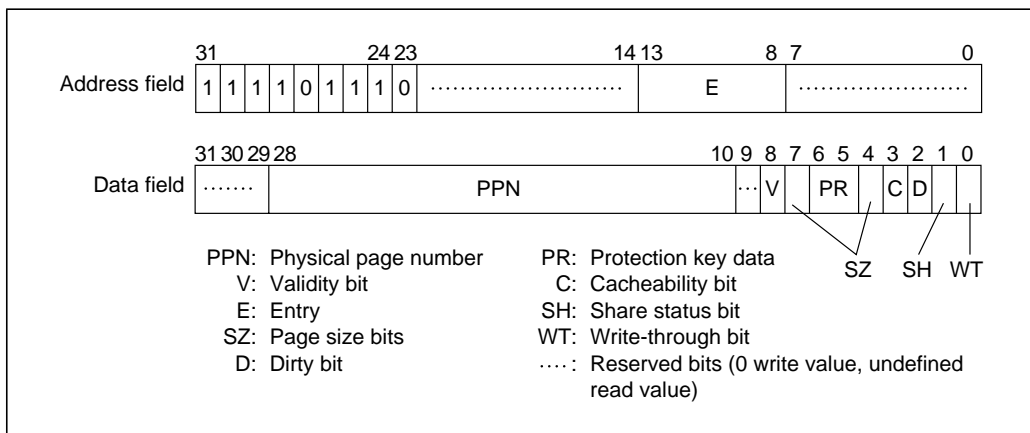 31 24 23 14 13 8 7 0
Address field 1 1 1 1 0 1 1 1 0 ························· E ······················
31 30 29 28 10 9 8 7 6 5 4 3 2 1 0
Data field ······· PPN ··· V PR C D
SZ SH WT
PPN: Physical page number PR: Protection key data
V: Validity bit C: Cacheability bit
E: Entry SH: Share status bit
SZ: Page size bits WT: Write-through bit
D: Dirty bit ····: Reserved bits (0 write value, undefined
read value)